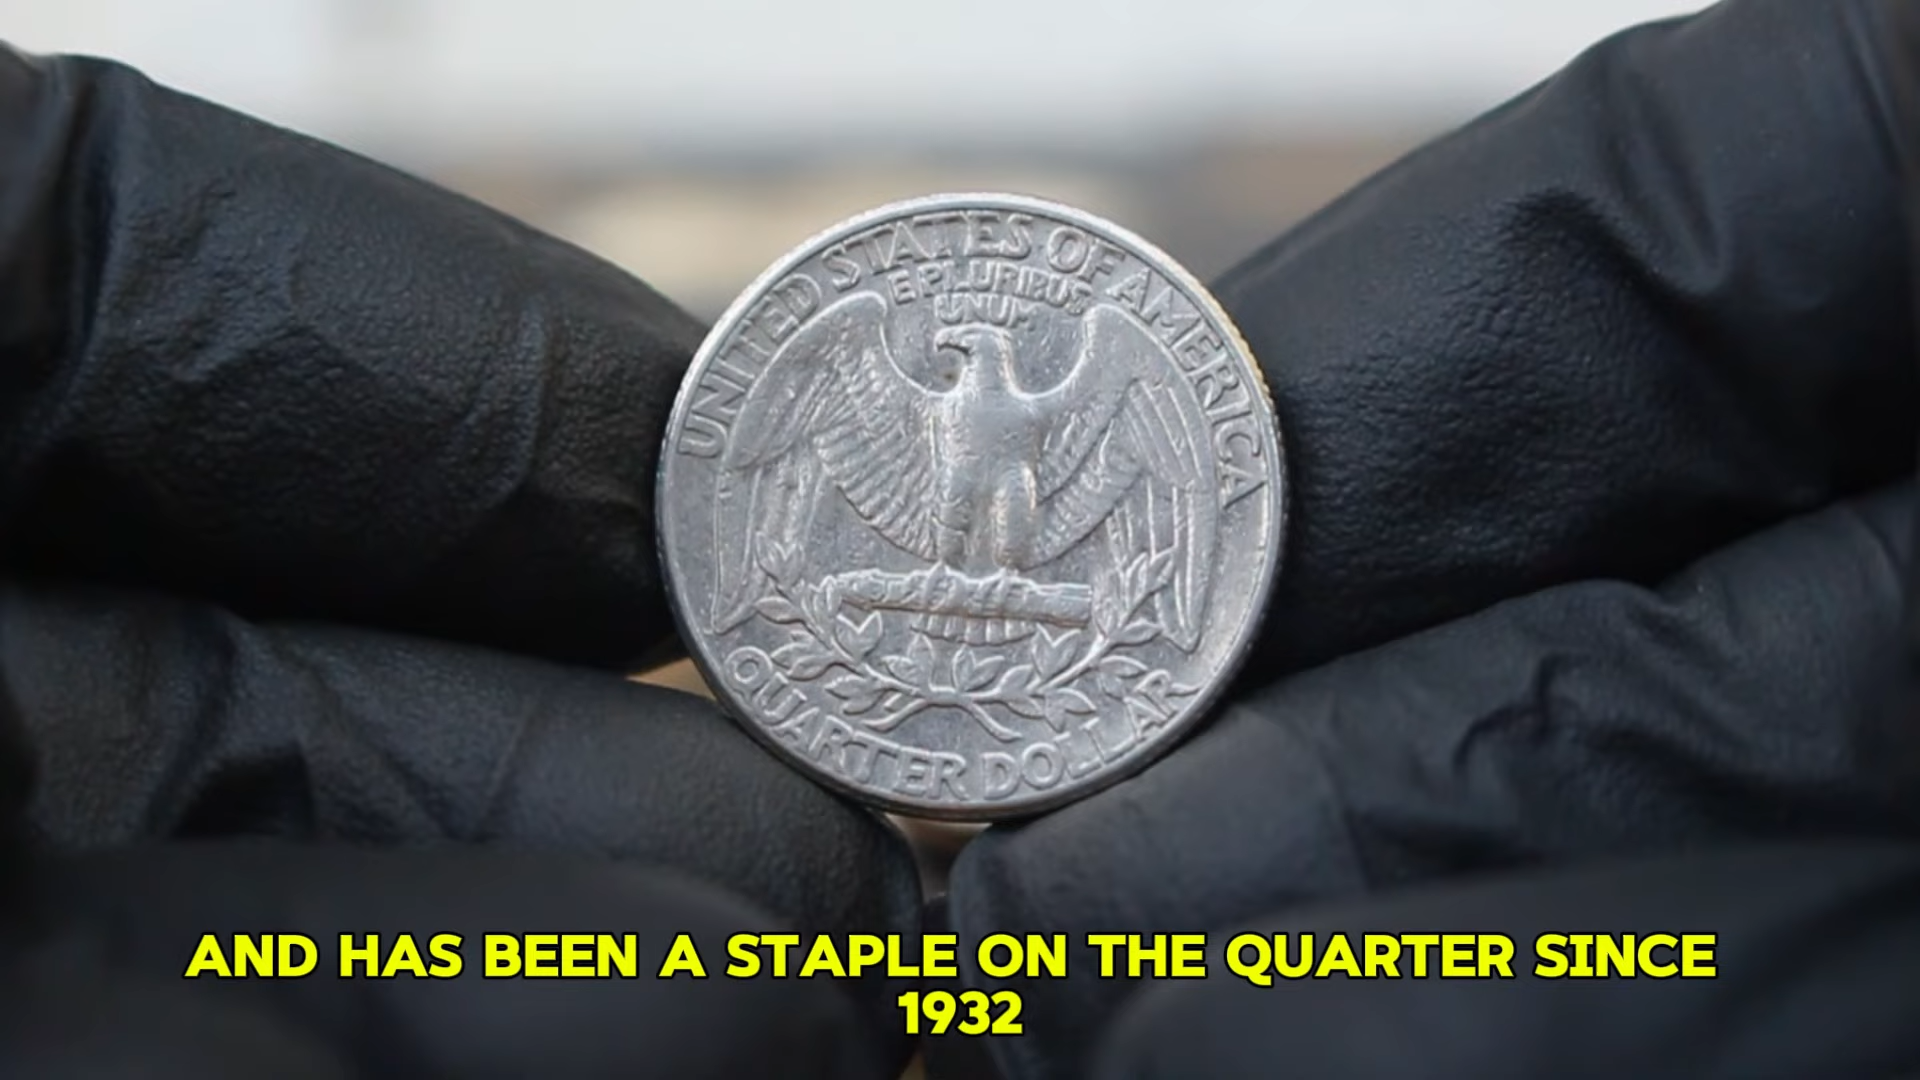 UNITED STATES OF AMERICA
E PLURIBUS
UNUM
QUARTER DOLLAR
AND HAS BEEN A STAPLE ON THE QUARTER SINCE
1932